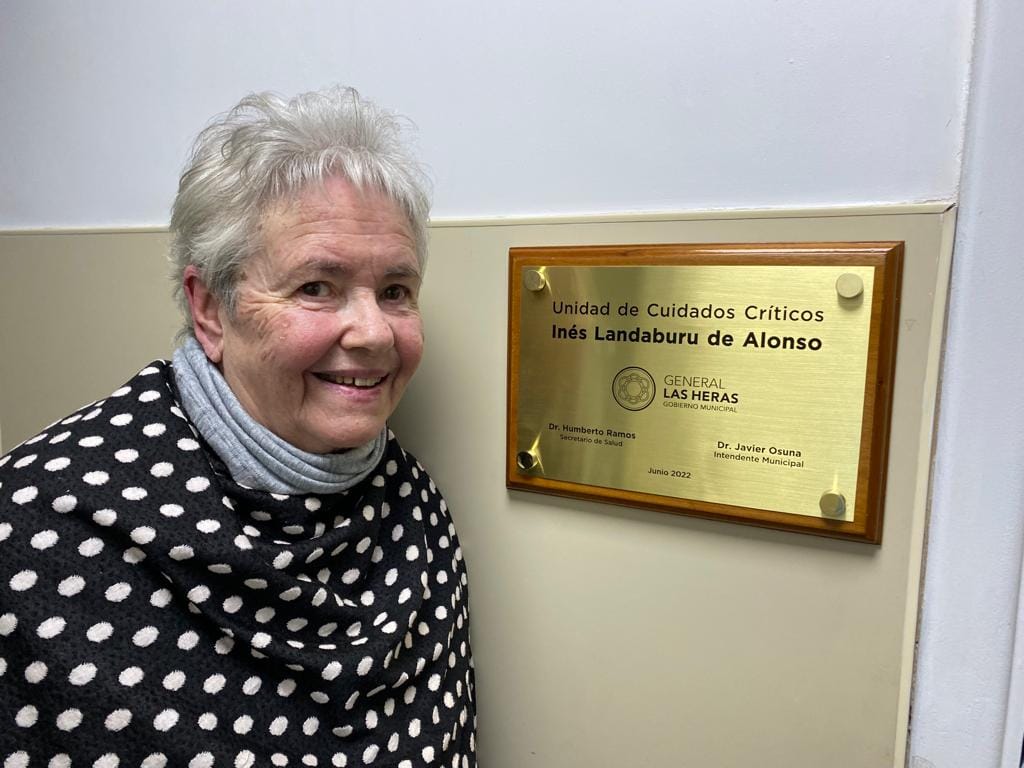 Unidad de Cuidados Críticos
Inés Landaburu de Alonso
GENERAL
LAS HERAS
GOBIERNO MUNICIPAL
Dr. Humberto Ramos
Secretario de Salud
Dr. Javier Osuna
Intendente Municipal
Junio 2022